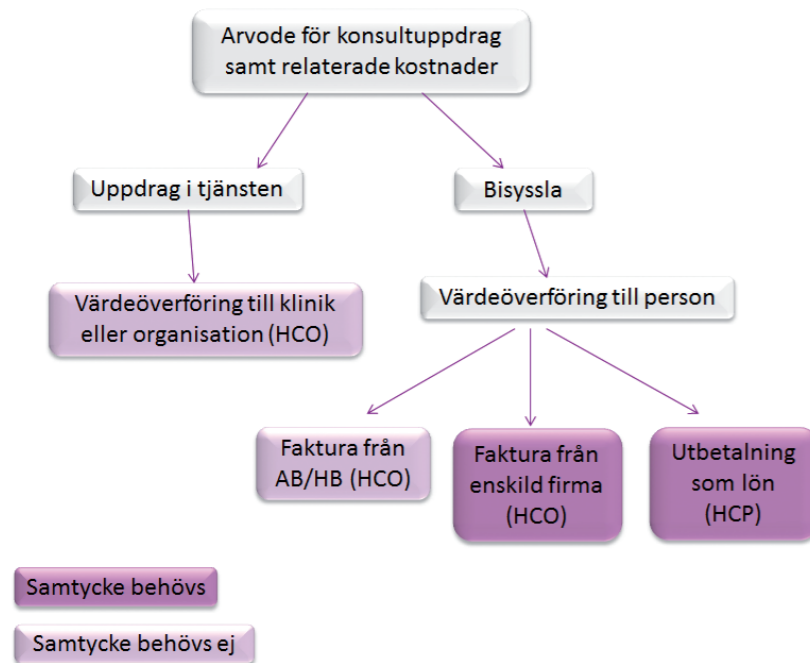 Arvode för konsultuppdrag
samt relaterade kostnader
Uppdrag i tjänsten
Bisyssla
Värdeöverföring till klinik
eller organisation (HCO)
Värdeöverföring till person
Faktura från
AB/HB (HCO)
Faktura från
enskild firma
(HCO)
Utbetalning
som lön
(HCP)
Samtycke behövs
Samtycke behövs ej